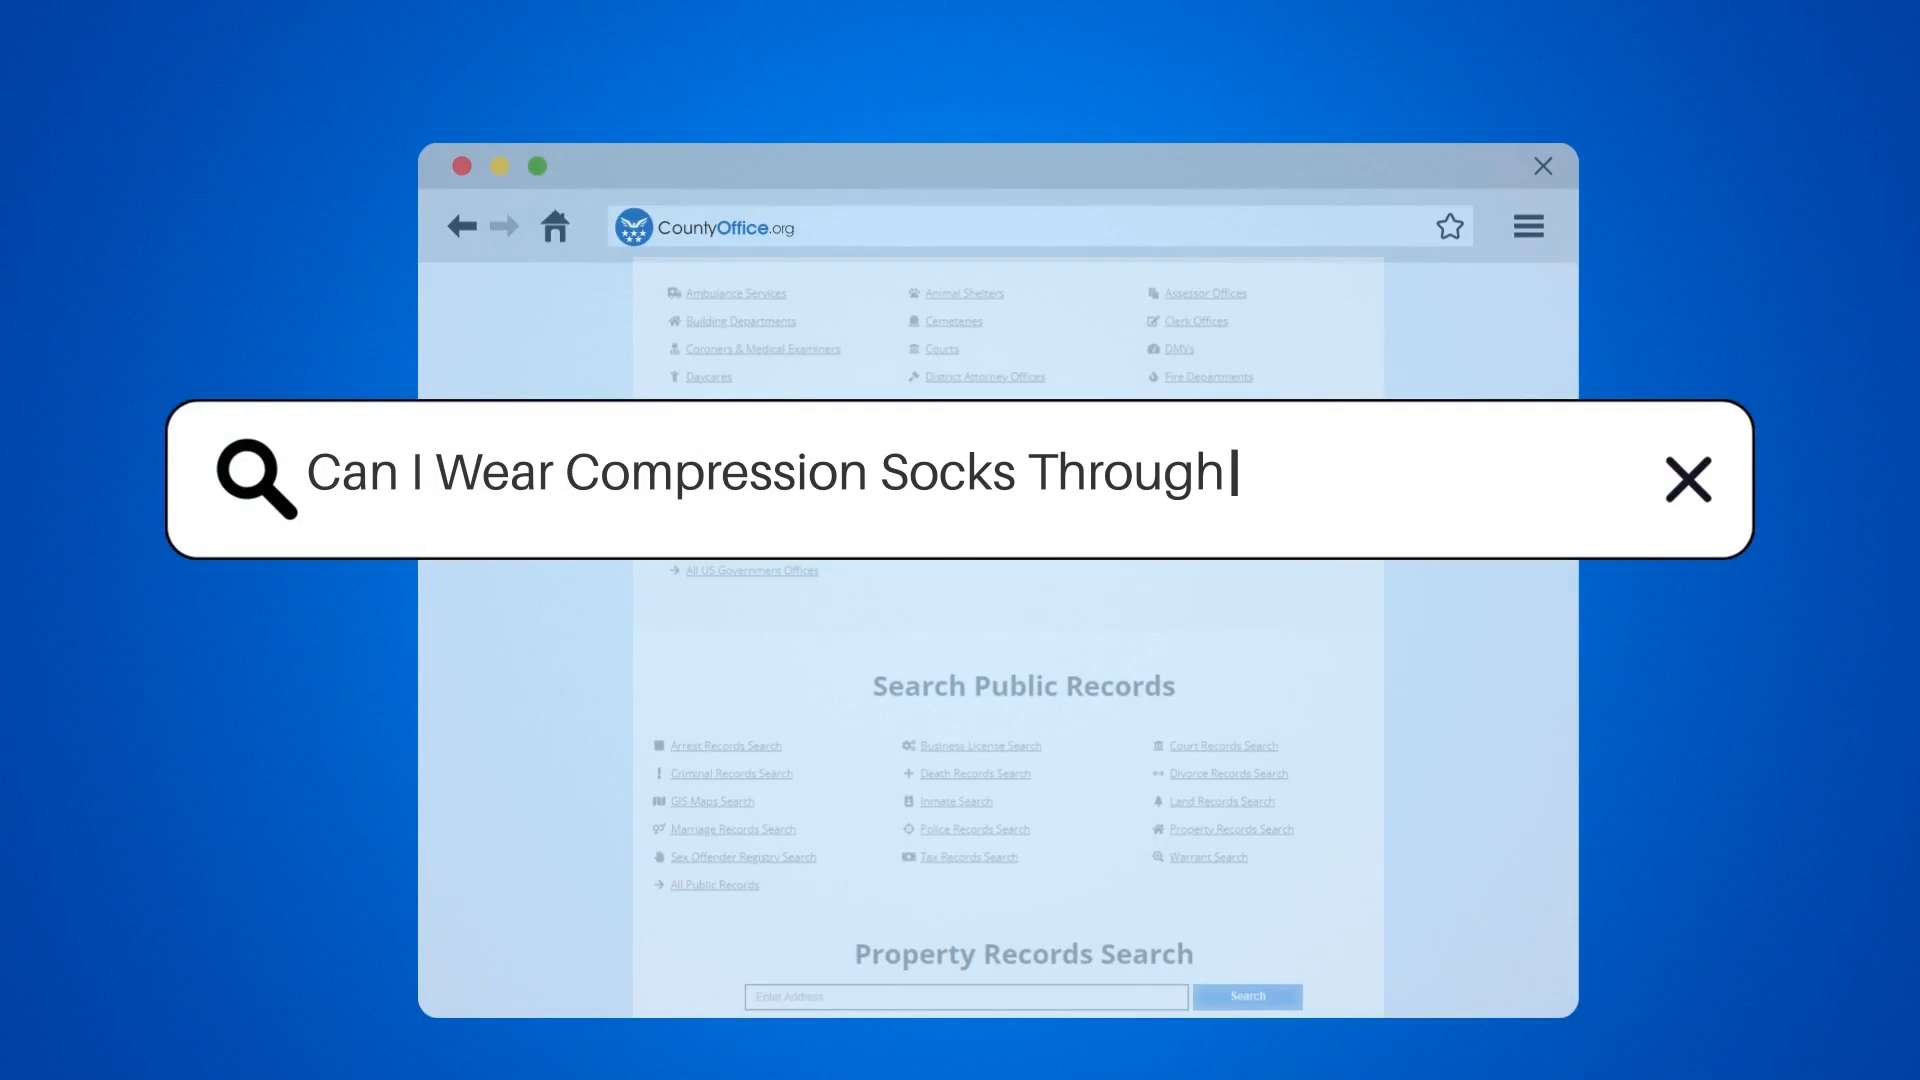 CountyOffice.org
Ambulance Services Animal Shelters Assessor Offices
Building Departments Cemeteries Clerk Offices
Coroners & Medical Examiners Courts DMVs
Daycares District Attorney Offices Fire Departments
Can I Wear Compression Socks Through
All US Government Offices
Search Public Records
Arrest Records Search Business License Search Court Records Search
Criminal Records Search Death Records Search Divorce Records Search
GIS Maps Search Inmate Search Land Records Search
Marriage Records Search Police Records Search Property Records Search
Sex Offender Registry Search Tax Records Search Warrant Search
All Public Records
Property Records Search
Enter Address Search